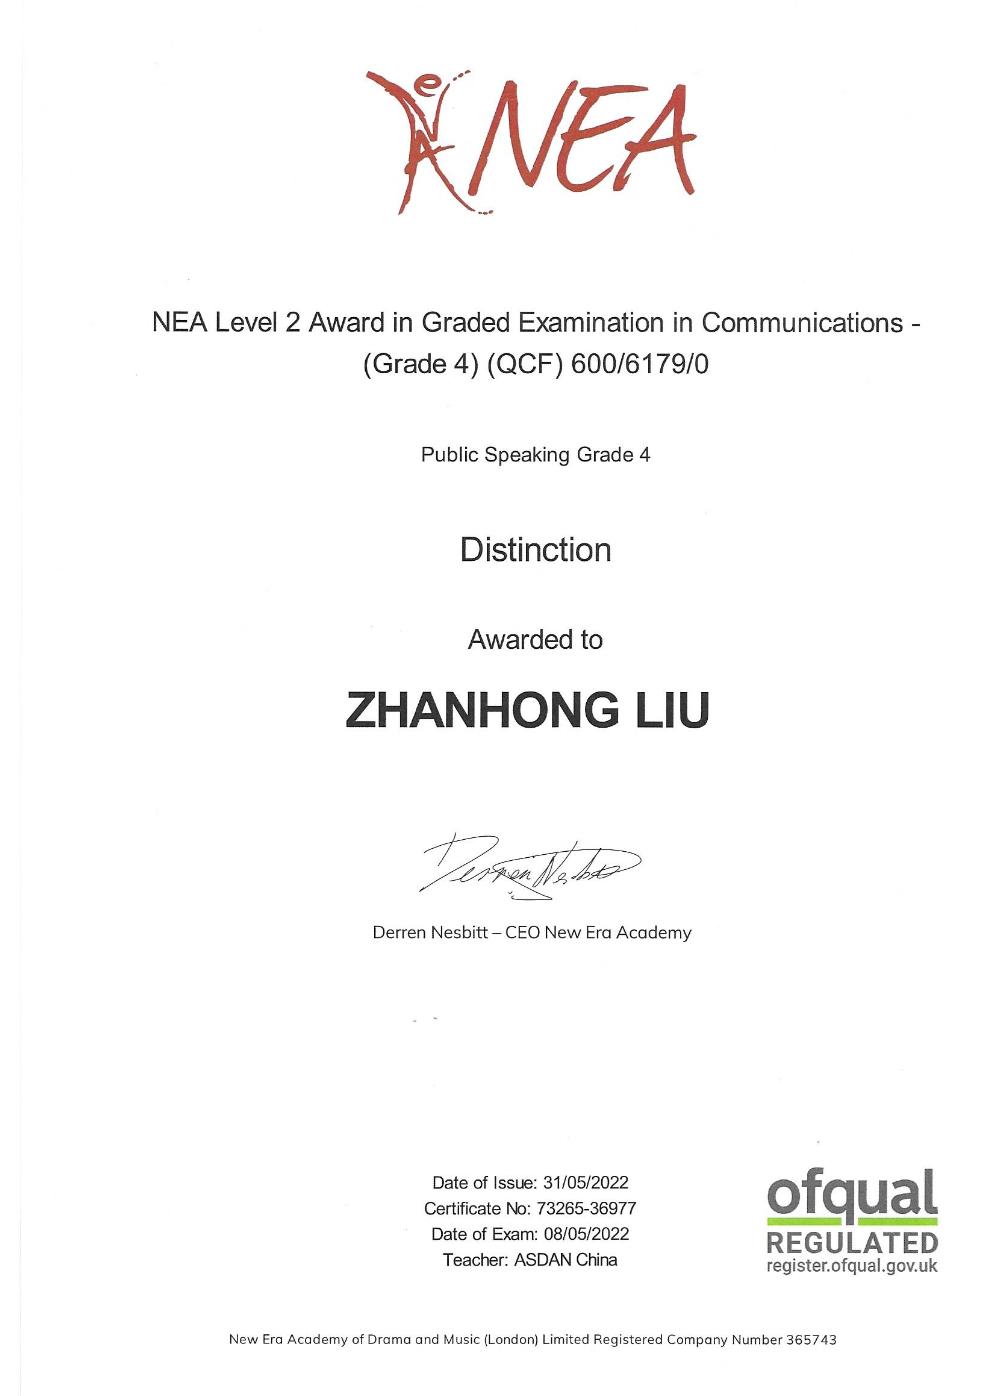 NEA
NEA Level 2 Award in Graded Examination in Communications -
(Grade 4) (QCF) 600/6179/0
Public Speaking Grade 4
Distinction
Awarded to
ZHANHONG LIU
Derren Nesbitt
Derren Nesbitt – CEO New Era Academy
Date of Issue: 31/05/2022
Certificate No: 73265-36977
Date of Exam: 08/05/2022
Teacher: ASDAN China
ofqual
REGULATED
register.ofqual.gov.uk
New Era Academy of Drama and Music (London) Limited Registered Company Number 365743